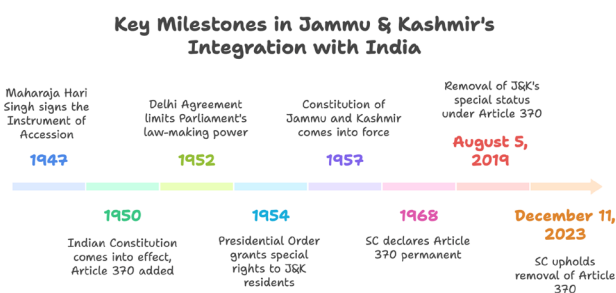 Key Milestones in Jammu & Kashmir's
Integration with India
Maharaja Hari
Singh signs the
Instrument of
Accession
1947
1950
Indian Constitution
comes into effect,
Article 370 added
Delhi Agreement
limits Parliament's
law-making power
1952
1954
Presidential Order
grants special
rights to J&K
residents
Constitution of
Jammu and Kashmir
comes into force
1957
1968
SC declares Article
370 permanent
Removal of J&K's
special status
under Article 370
August 5,
2019
December 11,
2023
SC upholds
removal of Article
370